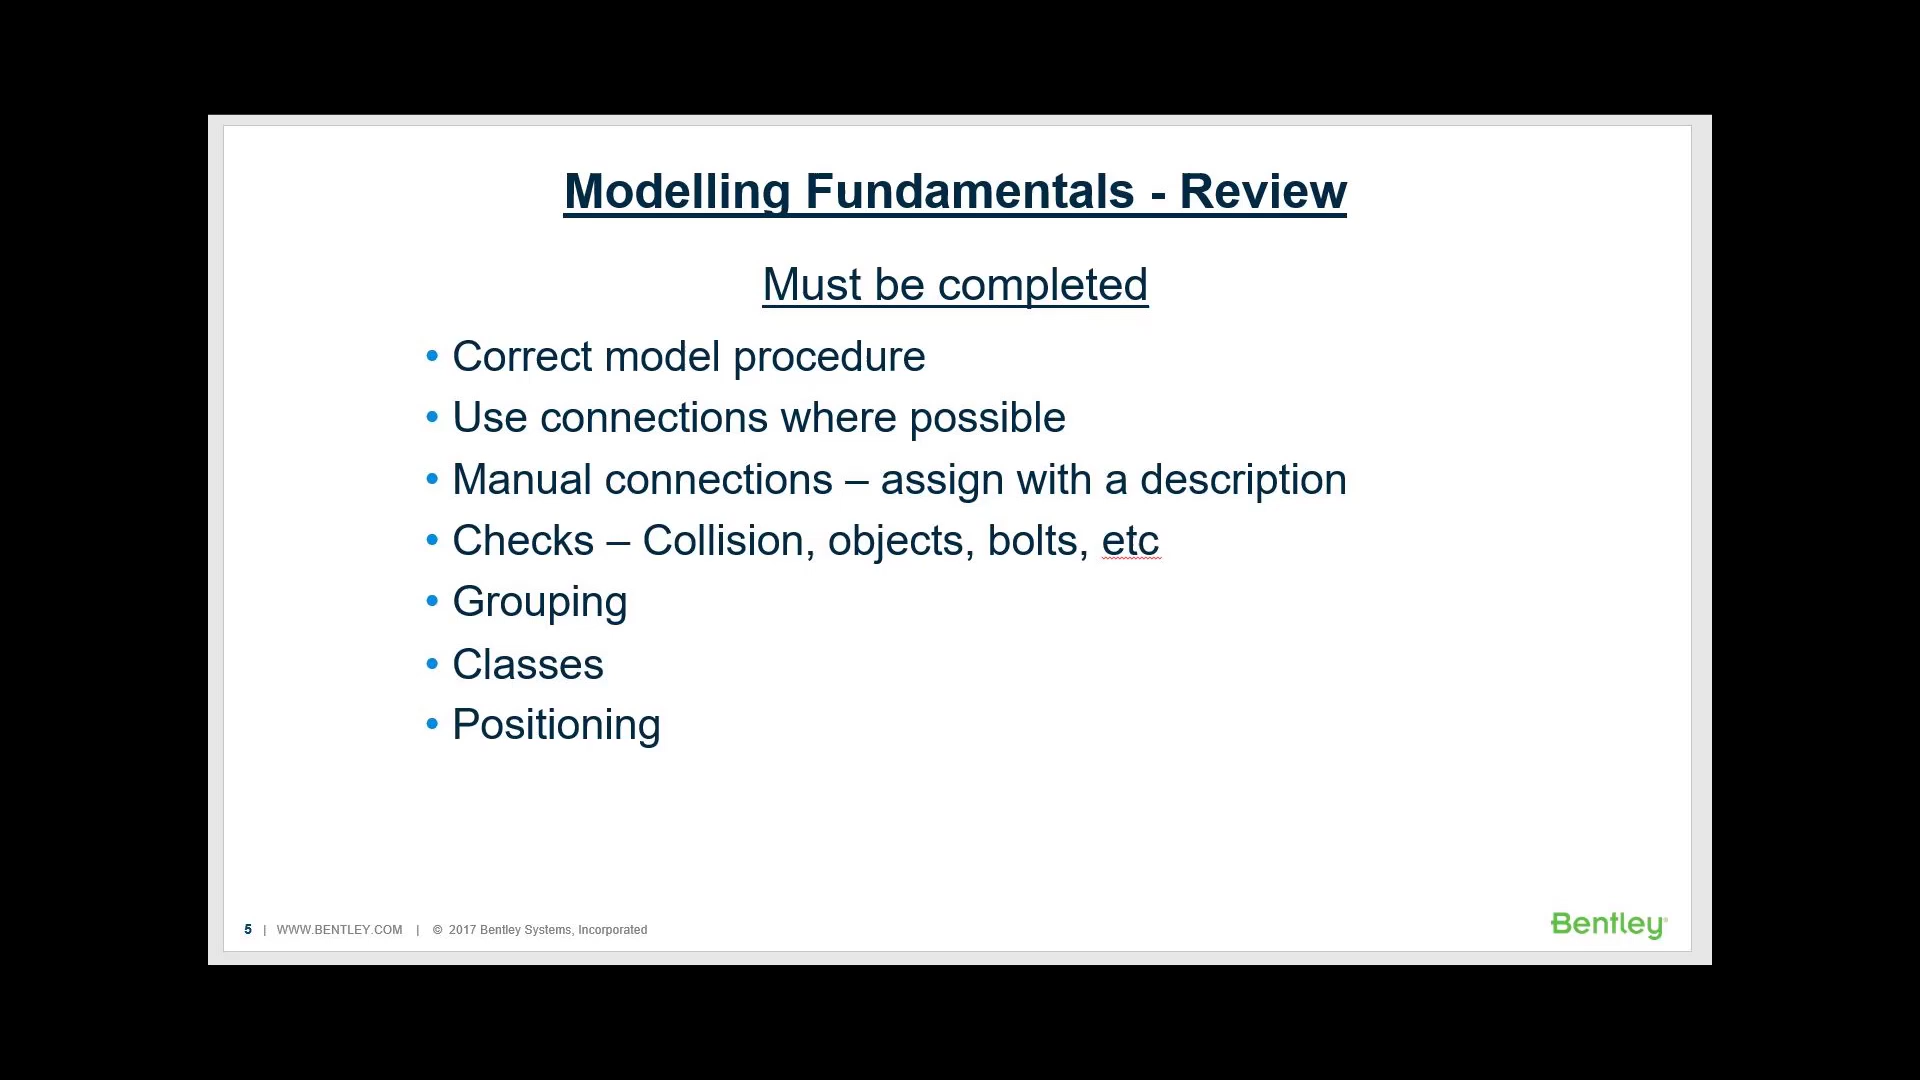 Modelling Fundamentals - Review
Must be completed
• Correct model procedure
• Use connections where possible
• Manual connections – assign with a description
• Checks – Collision, objects, bolts, etc
• Grouping
• Classes
• Positioning
5 | WWW.BENTLEY.COM | © 2017 Bentley Systems, Incorporated
Bentley®